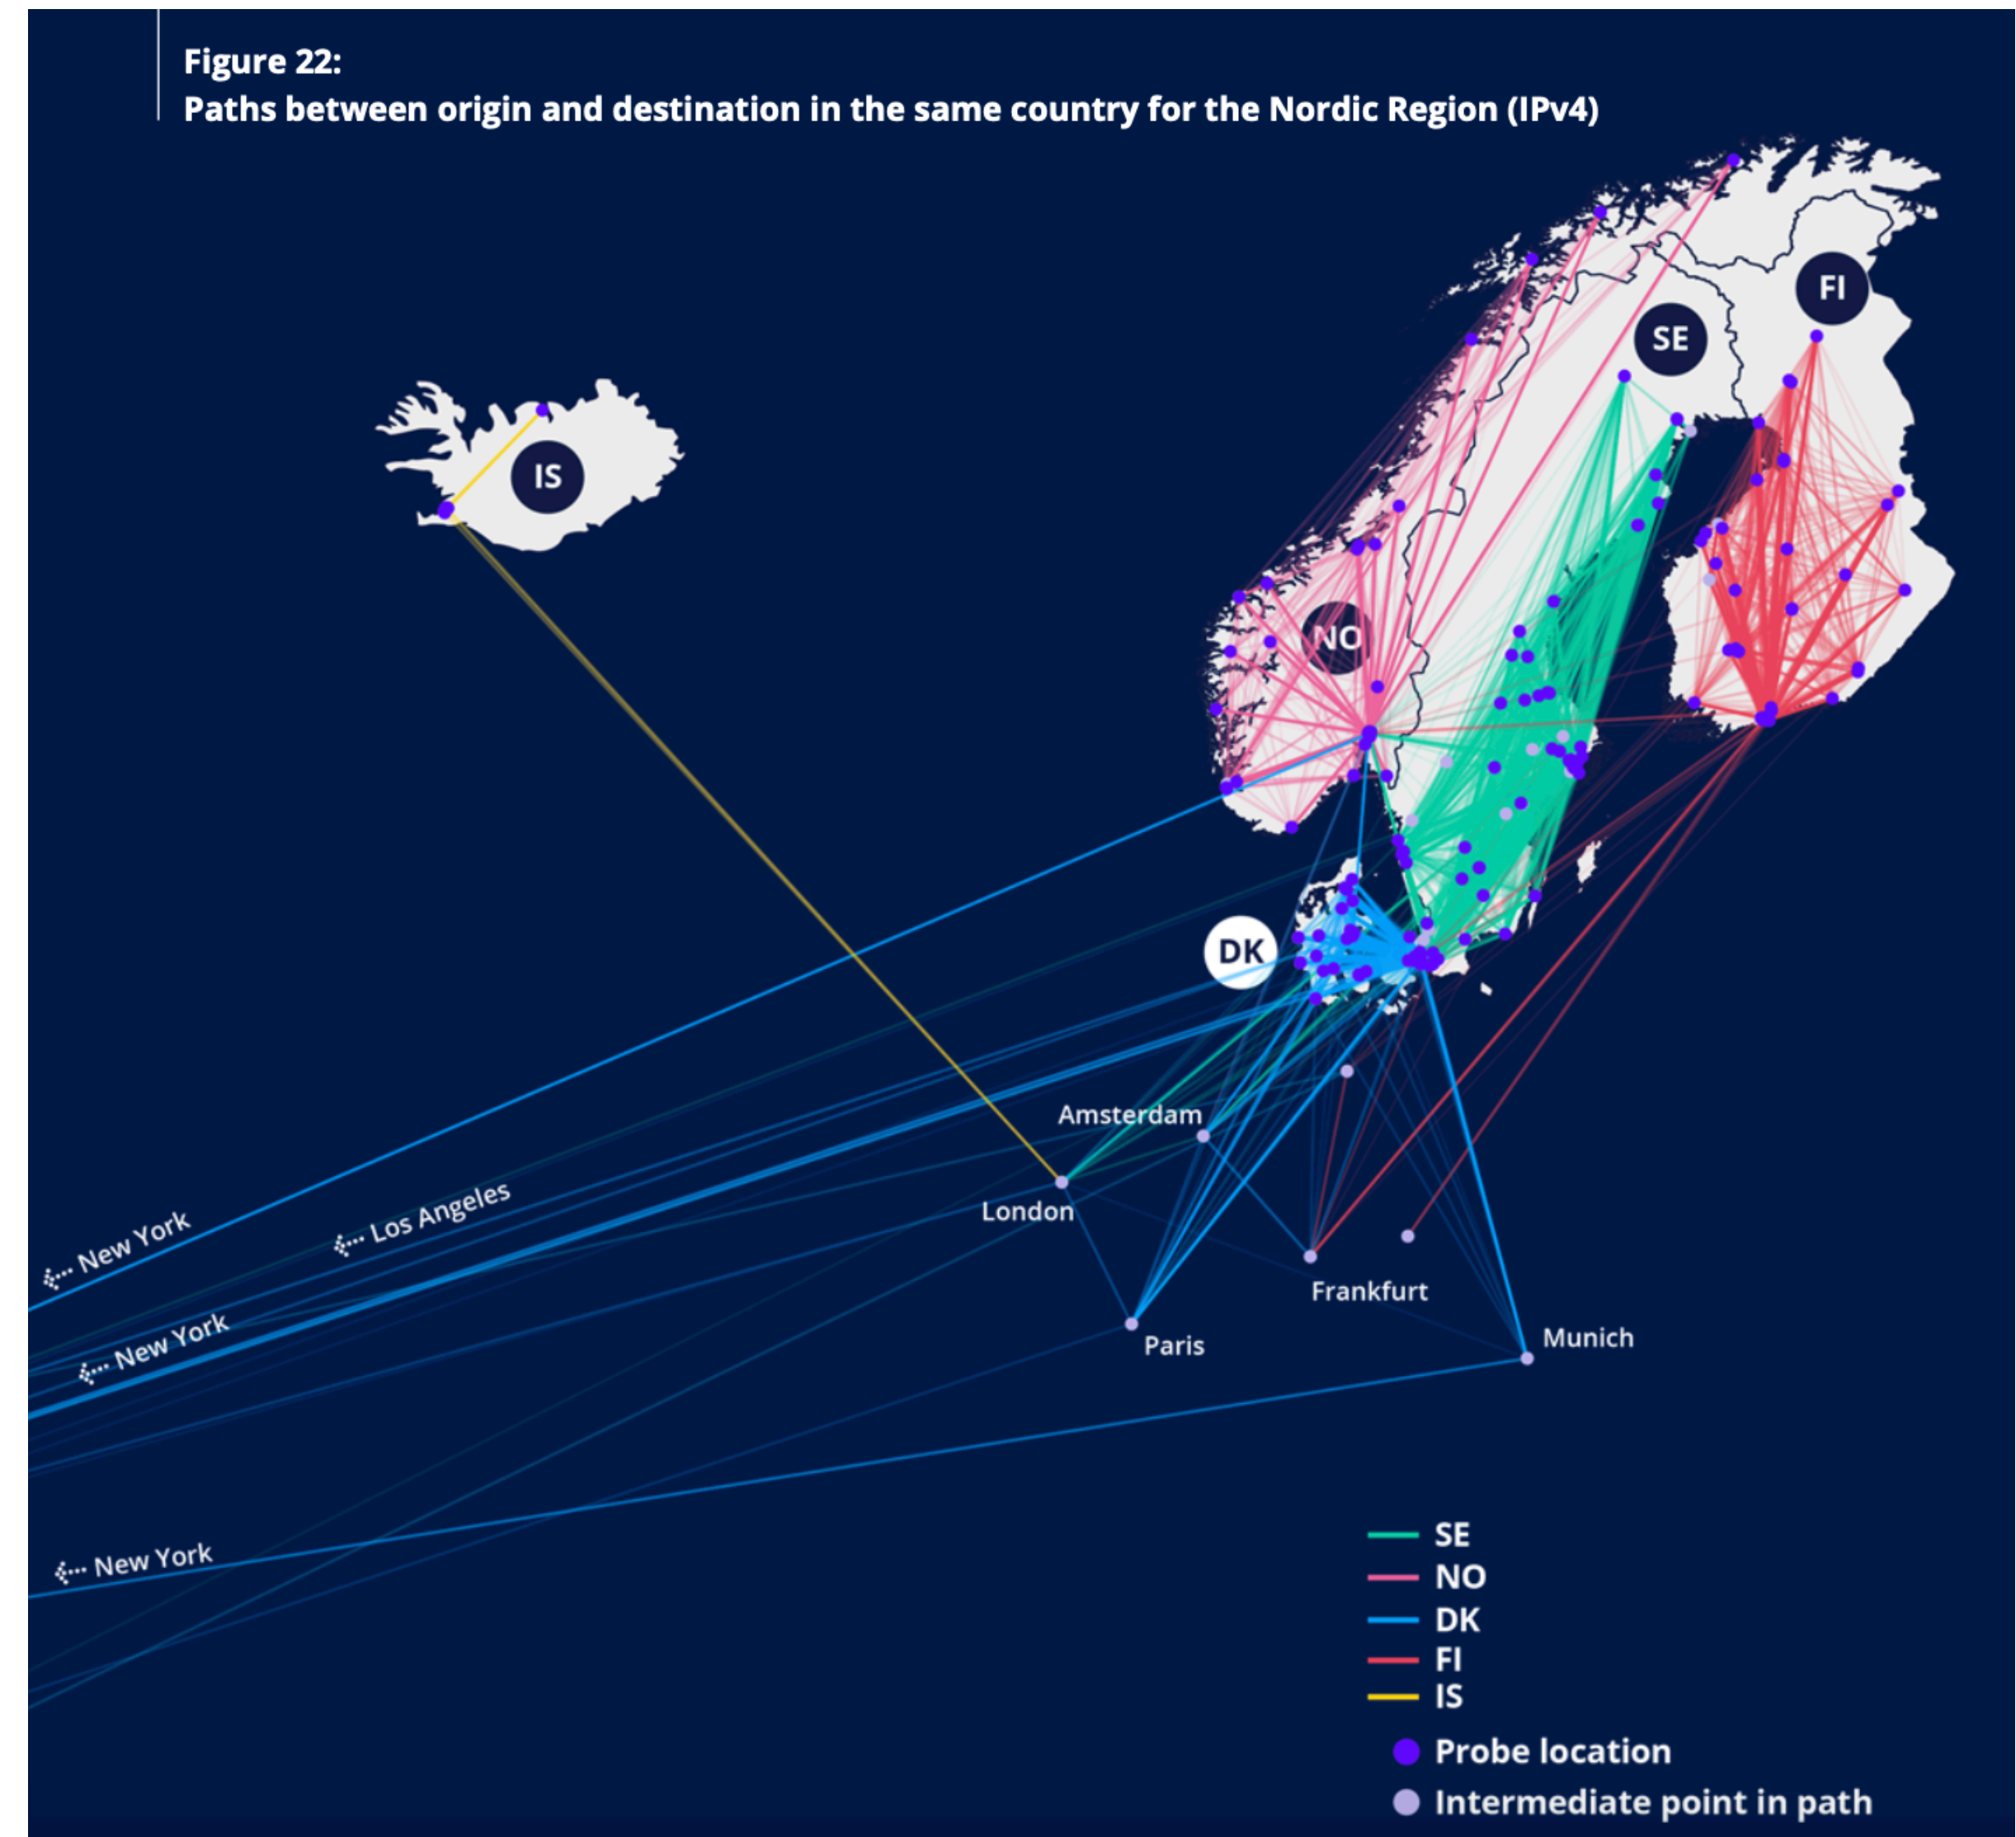 Figure 22:
Paths between origin and destination in the same country for the Nordic Region (IPv4)
FI
SE
IS
NO
DK
Amsterdam
London
Los Angeles
New York
Frankfurt
New York
Paris
Munich
New York
SE
NO
DK
FI
IS
Probe location
Intermediate point in path